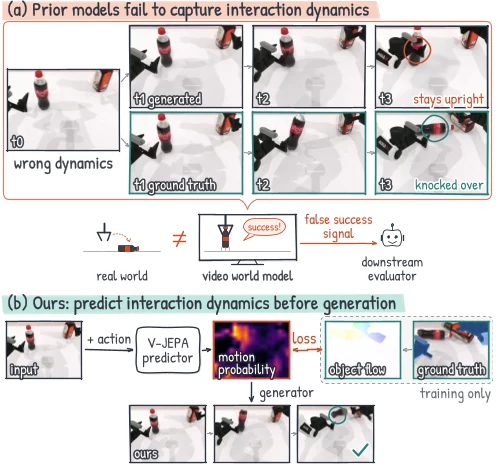 (a) Prior models fail to capture interaction dynamics
t0
wrong dynamics
t1 generated
t2
t3
stays upright
t1 ground truth
t2
t3
knocked over
≠
success!
false success
signal
real world
video world model
downstream
evaluator
(b) Ours: predict interaction dynamics before generation
input
+ action
V-JEPA
predictor
motion
probability
loss
object flow
ground truth
training only
generator
ours